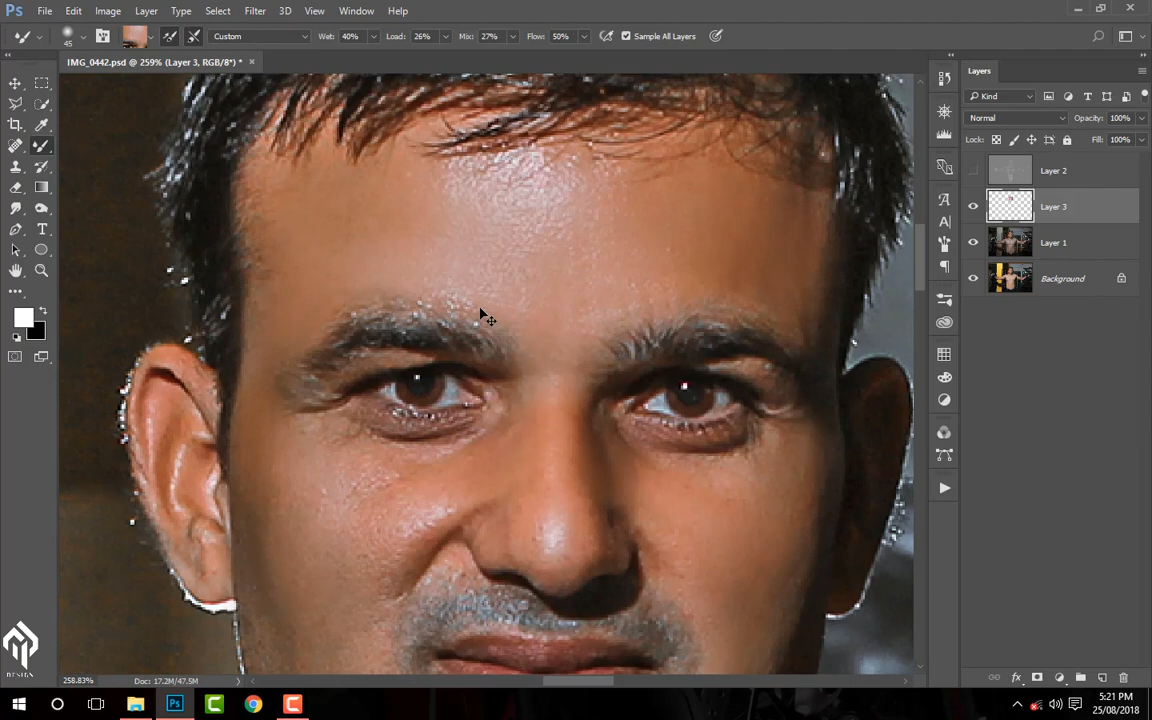 Ps File Edit Image Layer Type Select Filter 3D View Window Help
45 Custom Wet: 40% Load: 26% Mix: 27% Flow: 50% Sample All Layers
IMG_0442.psd @ 259% (Layer 3, RGB/8*) * ×
Layers
Kind
Normal Opacity: 100%
Lock: Fill: 100%
Layer 2
Layer 3
Layer 1
Background
DESIGN
258.83% Doc: 17.2M/47.5M
5:21 PM
25/08/2018